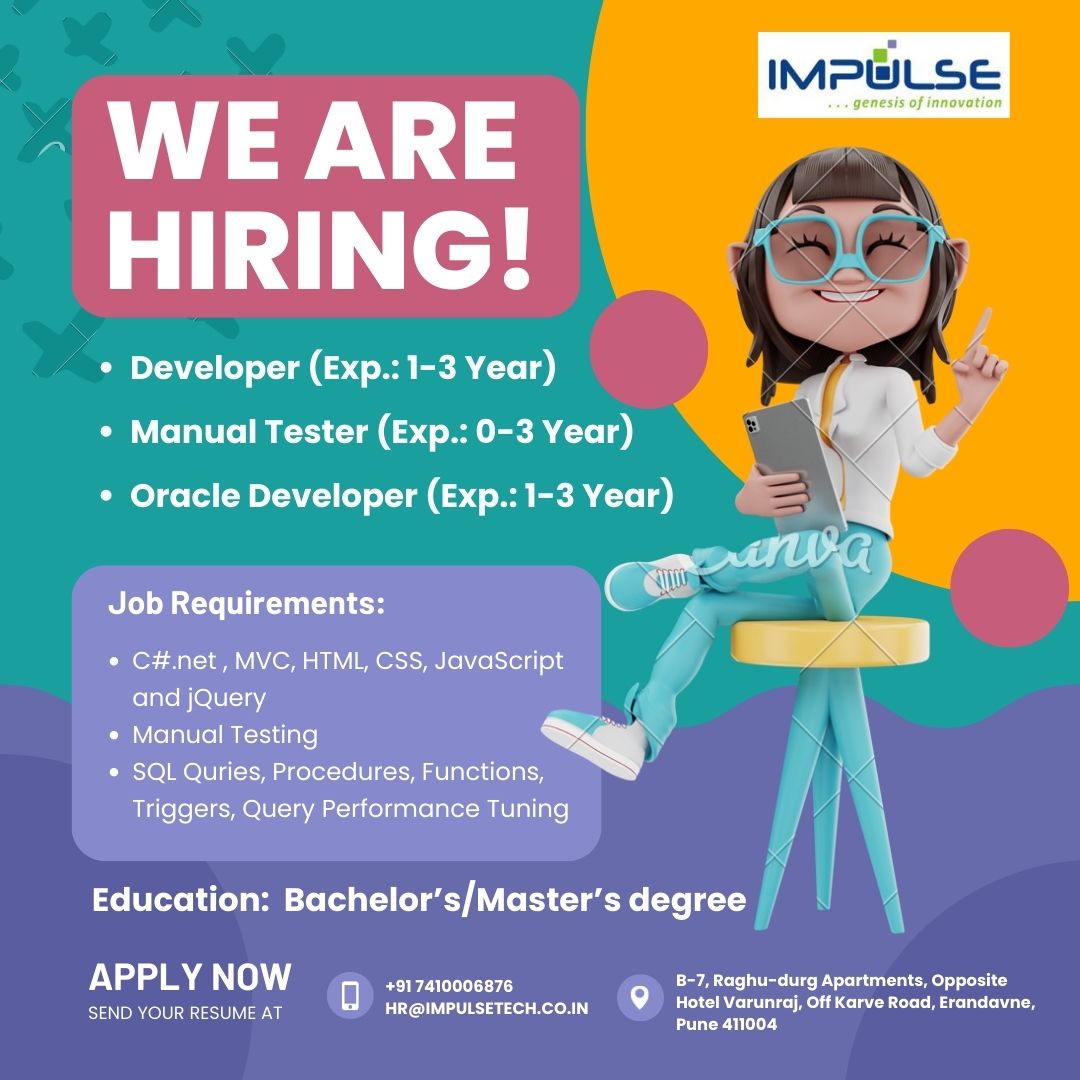 IMPULSE
... genesis of innovation
WE ARE
HIRING!
• Developer (Exp.: 1-3 Year)
• Manual Tester (Exp.: 0-3 Year)
• Oracle Developer (Exp.: 1-3 Year)
Canva
Job Requirements:
• C#.net , MVC, HTML, CSS, JavaScript
and jQuery
• Manual Testing
• SQL Quries, Procedures, Functions,
Triggers, Query Performance Tuning
Education: Bachelor’s/Master’s degree
APPLY NOW
SEND YOUR RESUME AT
+91 7410006876
HR@IMPULSETECH.CO.IN
B-7, Raghu-durg Apartments, Opposite
Hotel Varunraj, Off Karve Road, Erandavne,
Pune 411004